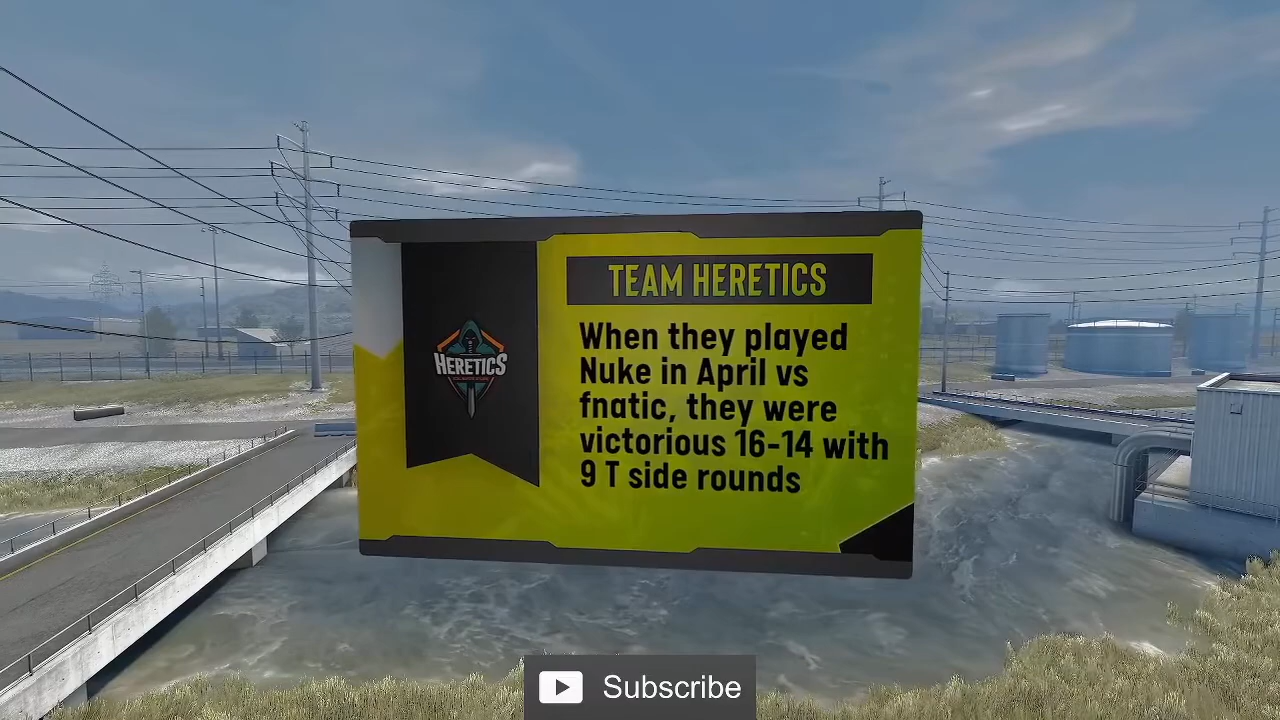 TEAM HERETICS
When they played
Nuke in April vs
fnatic, they were
victorious 16-14 with
9 T side rounds
HERETICS
Subscribe